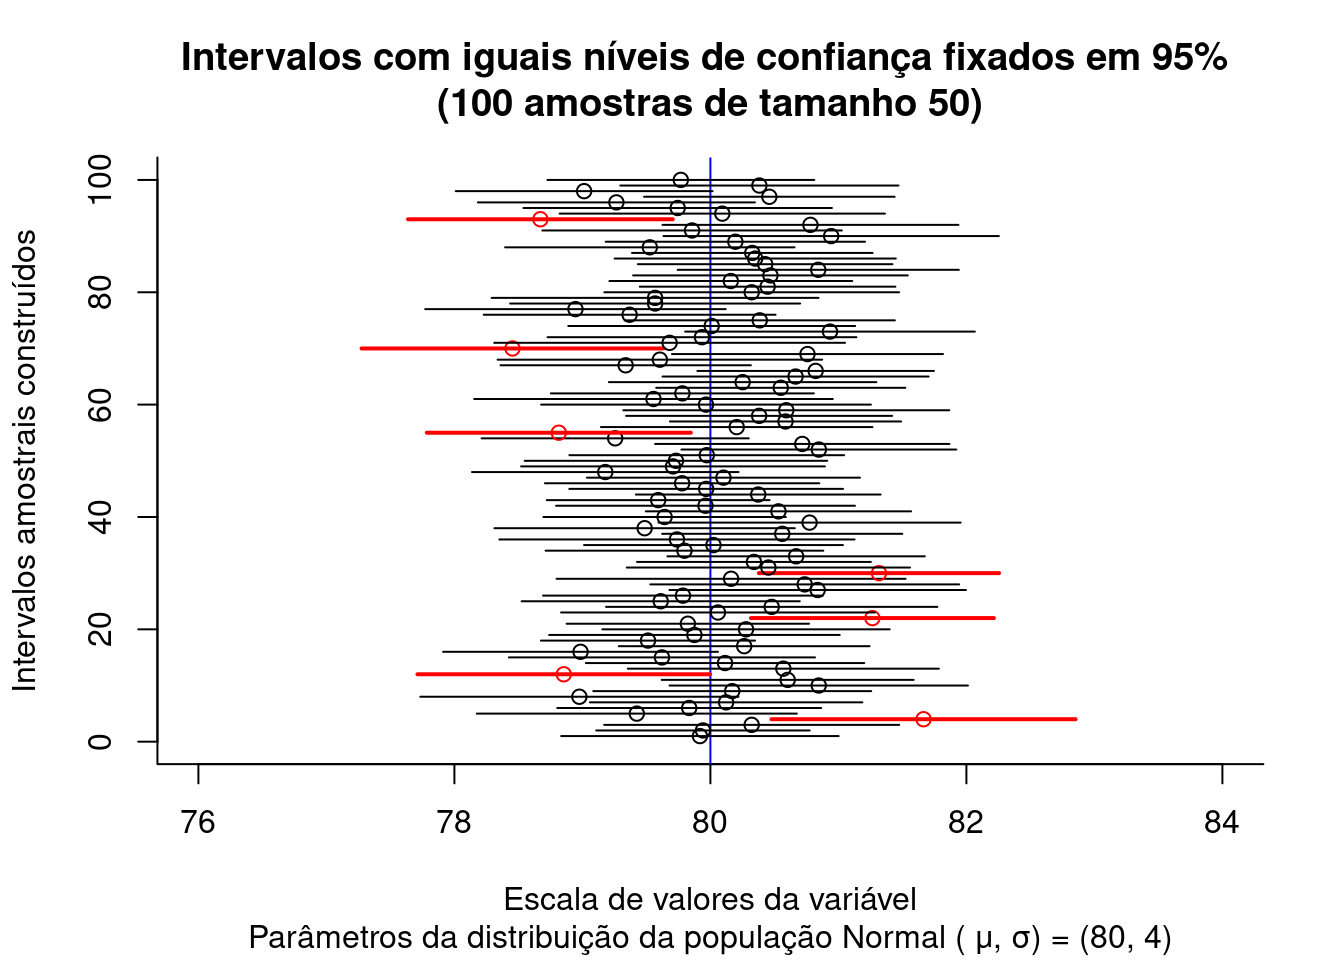 Intervalos com iguais níveis de confiança fixados em 95%
(100 amostras de tamanho 50)
Intervalos amostrais construídos
100
80
60
40
20
0
76 78 80 82 84
Escala de valores da variável
Parâmetros da distribuição da população Normal ( μ, σ) = (80, 4)